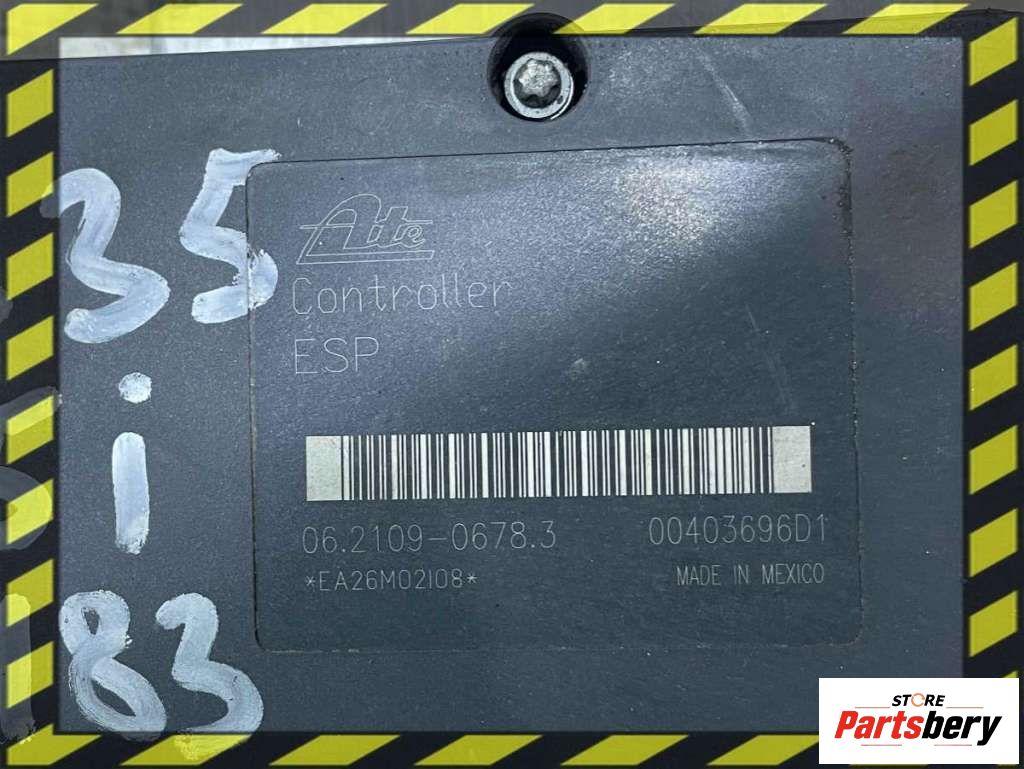 35
i
83
Ate
Controller
ESP
06.2109-0678.3 00403696D1
*EA26M02I08* MADE IN MEXICO
STORE
Partsbery